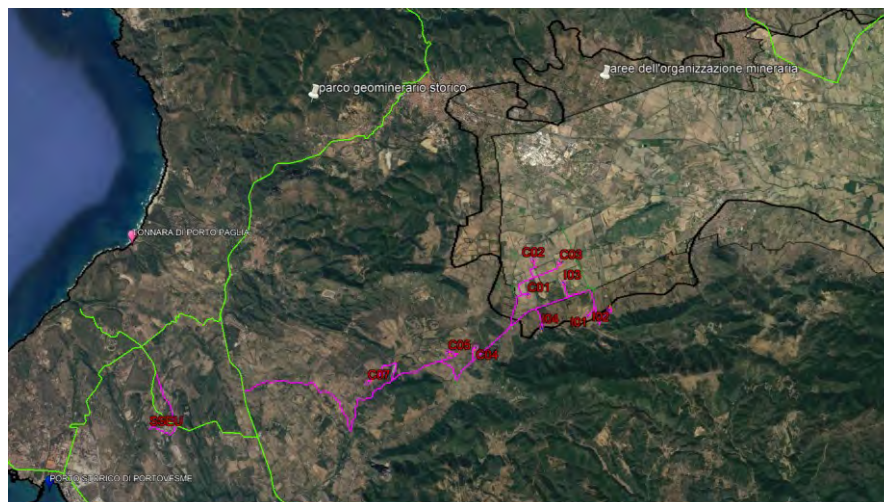 aree dell'organizzazione mineraria
parco geominerario storico
TONNARA DI PORTO PAGLIA
C02
C03
I03
C01
I04
I01
I02
C05
C04
C07
PORTO STORICO DI PORTOVESME